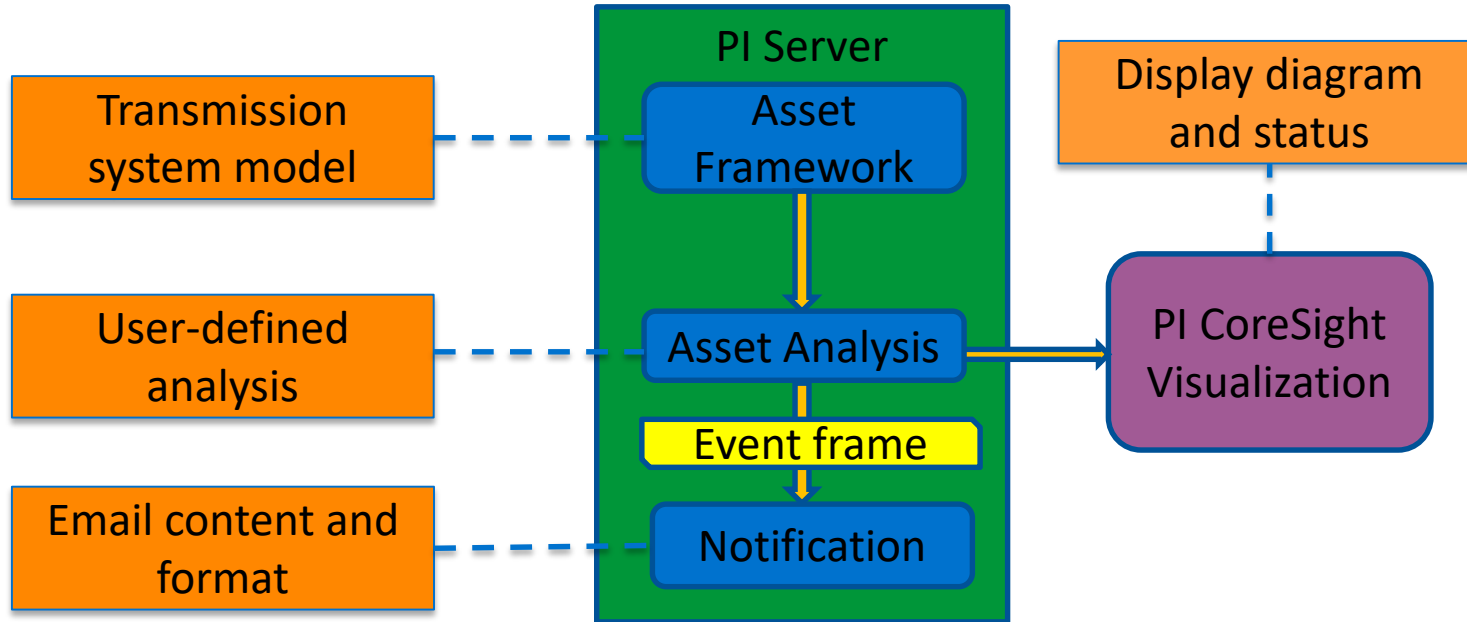 PI Server
Asset
Framework
Transmission
system model
Display diagram
and status
User-defined
analysis
Asset Analysis
PI CoreSight
Visualization
Event frame
Email content and
format
Notification